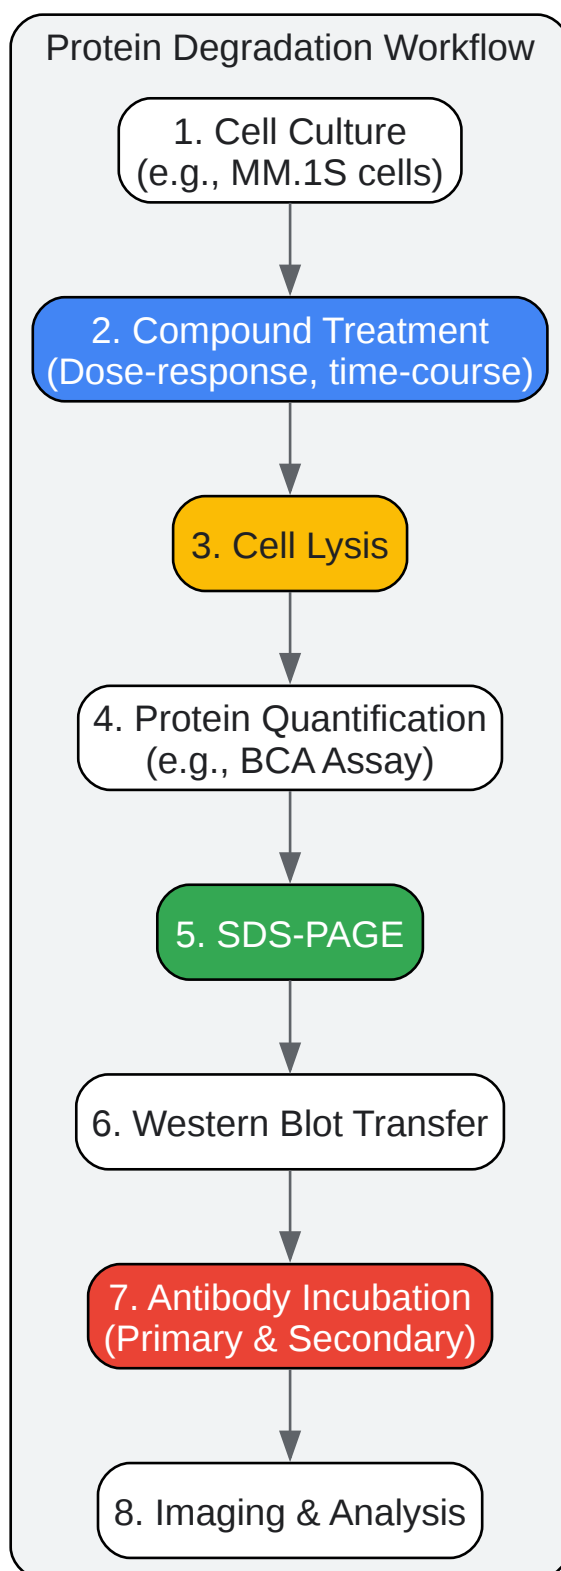 Protein Degradation Workflow
1. Cell Culture
(e.g., MM.1S cells)
2. Compound Treatment
(Dose-response, time-course)
3. Cell Lysis
4. Protein Quantification
(e.g., BCA Assay)
5. SDS-PAGE
6. Western Blot Transfer
7. Antibody Incubation
(Primary & Secondary)
8. Imaging & Analysis